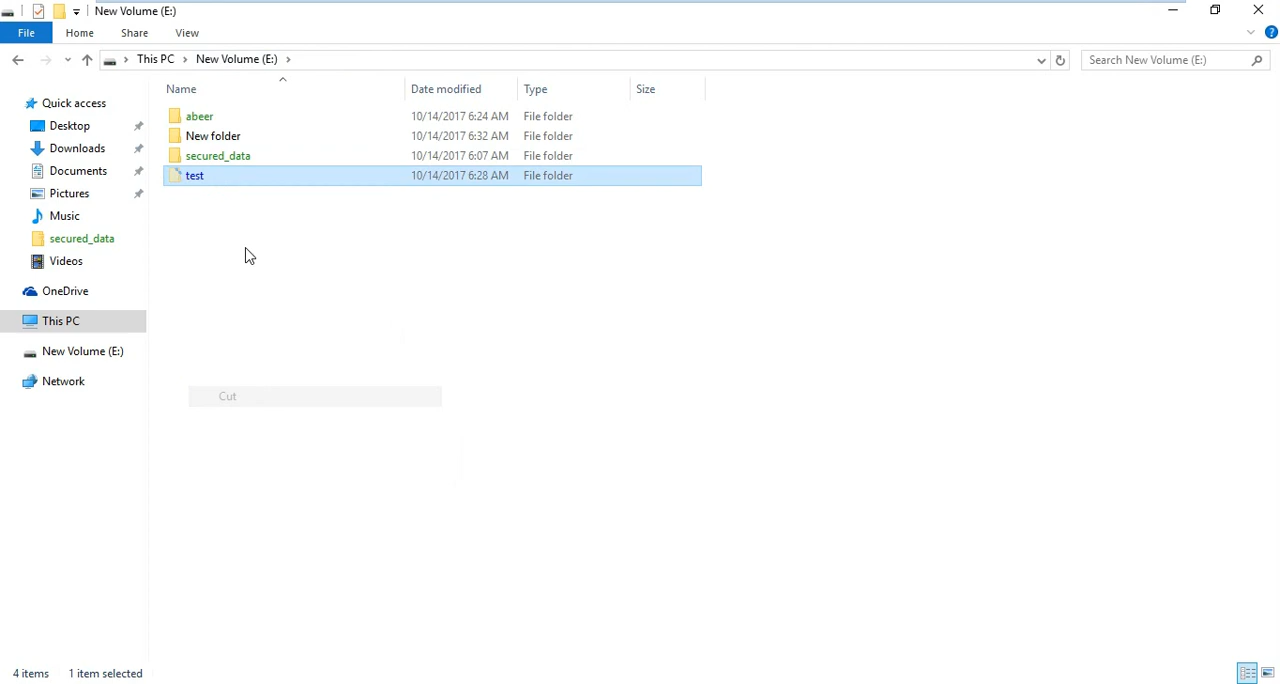 New Volume (E:)
File Home Share View
This PC New Volume (E:) Search New Volume (E:)
Name Date modified Type Size
Quick access
Desktop
Downloads
Documents
Pictures
Music
secured_data
Videos
OneDrive
This PC
New Volume (E:)
Network
abeer 10/14/2017 6:24 AM File folder
New folder 10/14/2017 6:32 AM File folder
secured_data 10/14/2017 6:07 AM File folder
test 10/14/2017 6:28 AM File folder
Cut
4 items 1 item selected